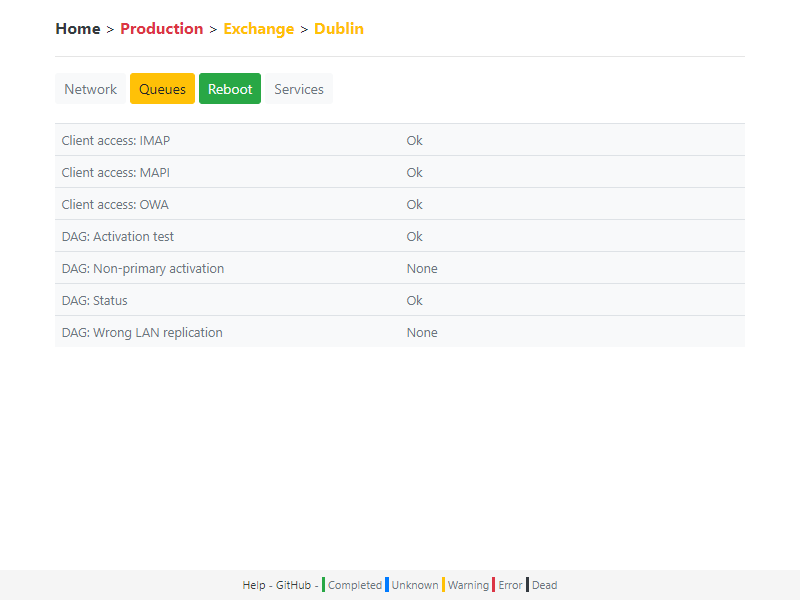 Home > Production > Exchange > Dublin
Network Queues Reboot Services
Client access: IMAP Ok
Client access: MAPI Ok
Client access: OWA Ok
DAG: Activation test Ok
DAG: Non-primary activation None
DAG: Status Ok
DAG: Wrong LAN replication None
Help - GitHub - Completed Unknown Warning Error Dead